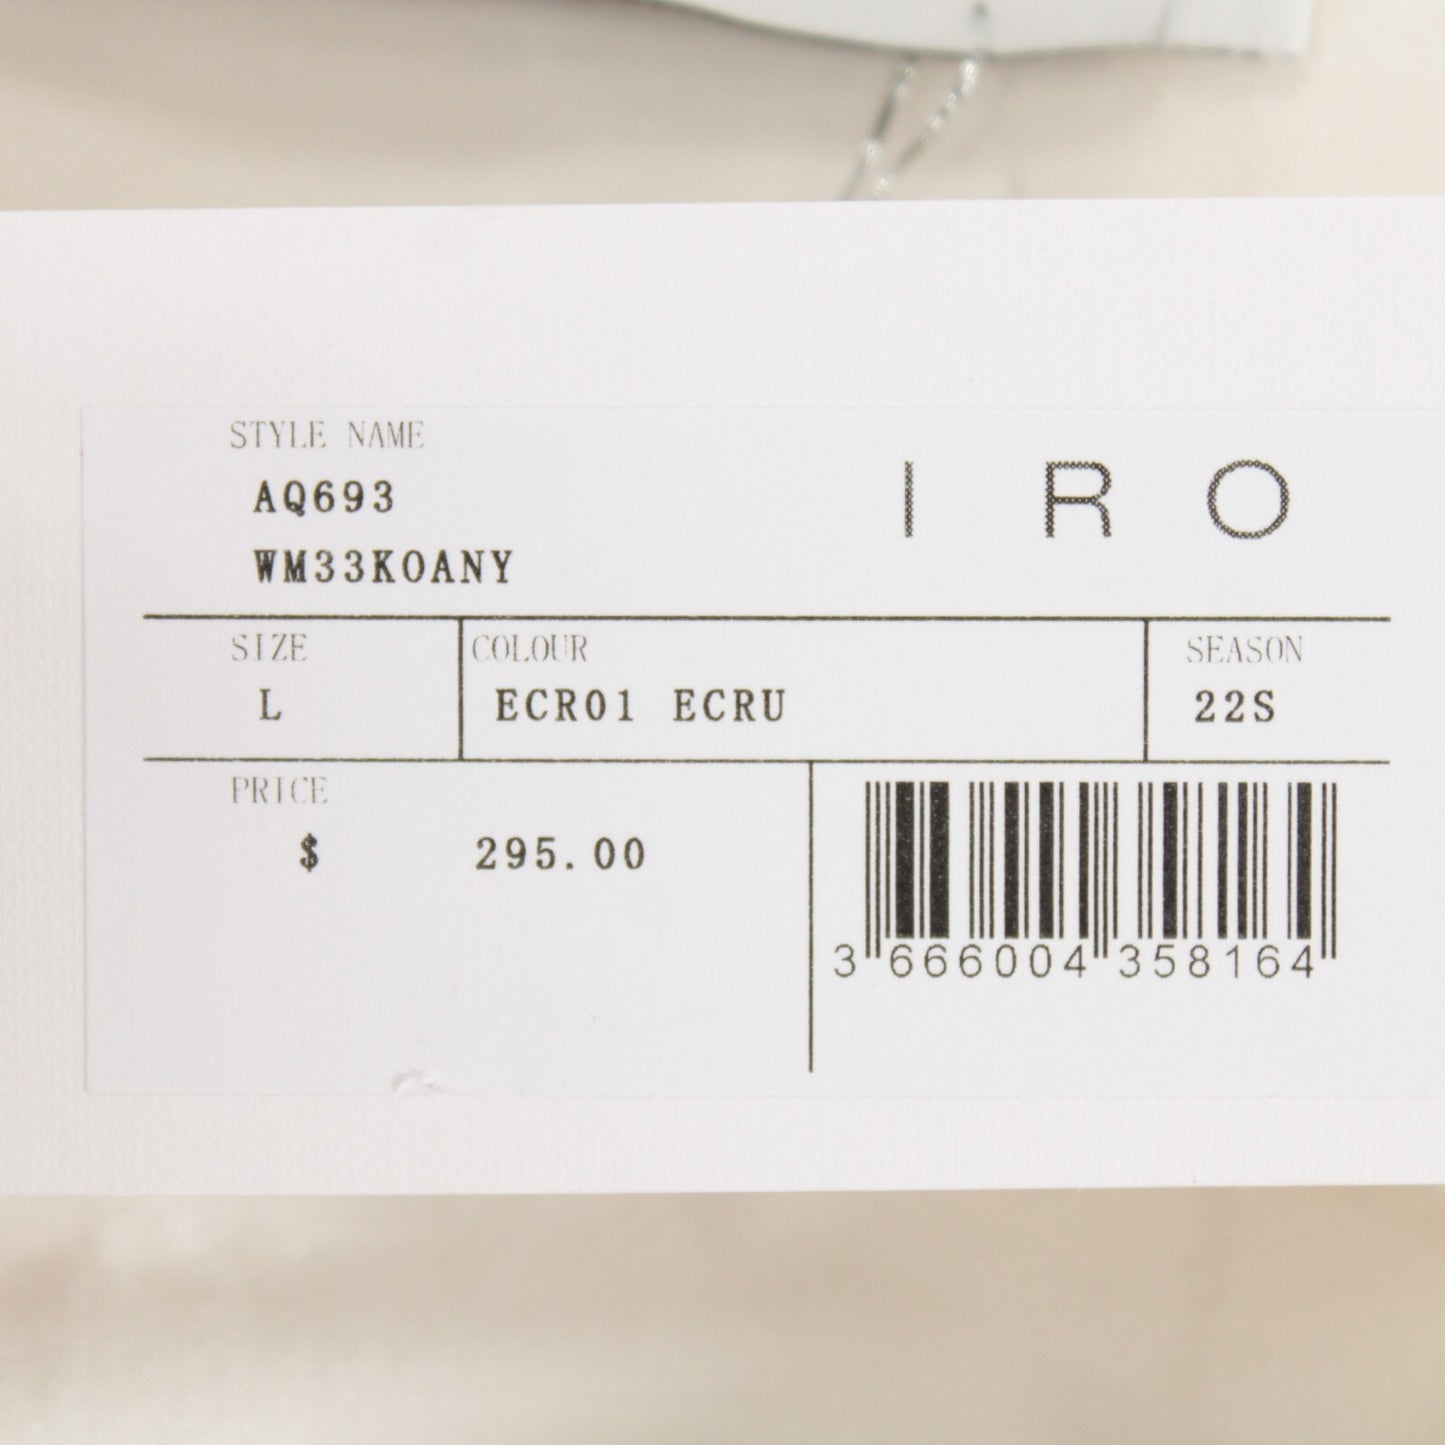 STYLE NAME
AQ693
WM33KOANY
IRO
SIZE
L
COLOUR
ECR01 ECRU
SEASON
22S
PRICE
$ 295.00
3 666004 358164